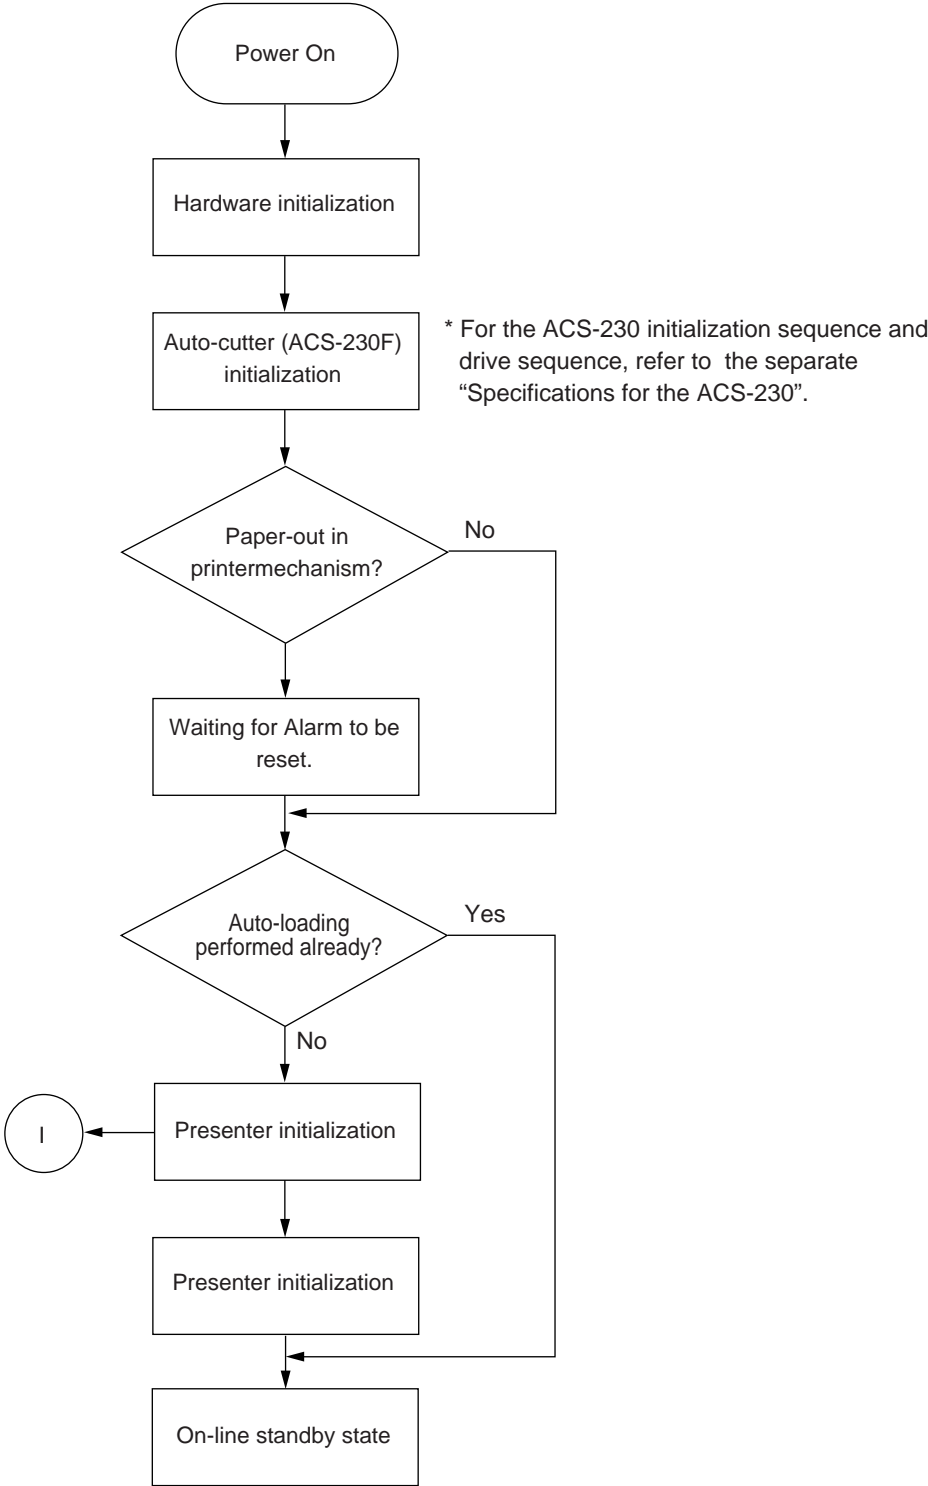 Power On
Hardware initialization
Auto-cutter (ACS-230F)
initialization
* For the ACS-230 initialization sequence and
drive sequence, refer to the separate
“Specifications for the ACS-230”.
Paper-out in
printermechanism?
No
Waiting for Alarm to be
reset.
Auto-loading
performed already?
Yes
No
Presenter initialization
I
Presenter initialization
On-line standby state